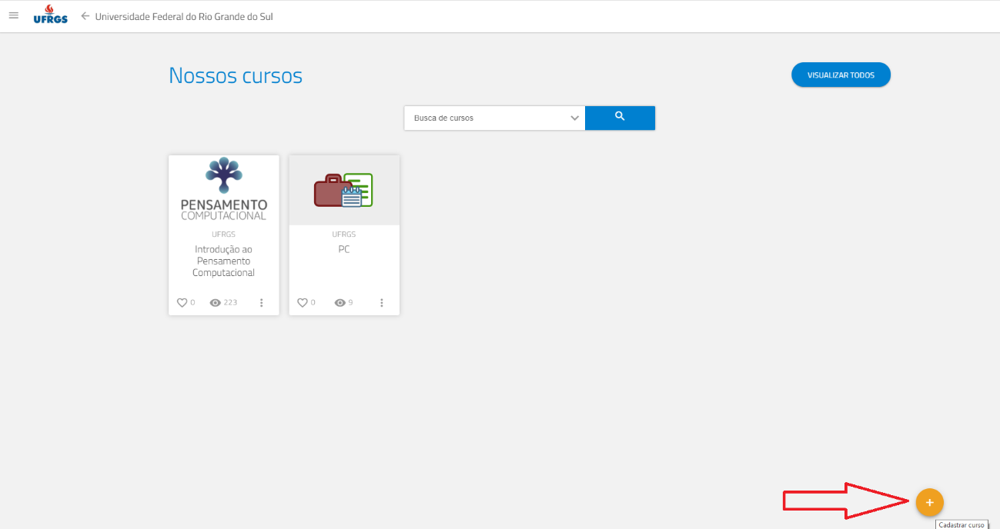 UFRGS
Universidade Federal do Rio Grande do Sul
Nossos cursos
VISUALIZAR TODOS
Busca de cursos
PENSAMENTO
COMPUTACIONAL
UFRGS
Introdução ao
Pensamento
Computacional
0
223
UFRGS
PC
0
9
+
Cadastrar curso